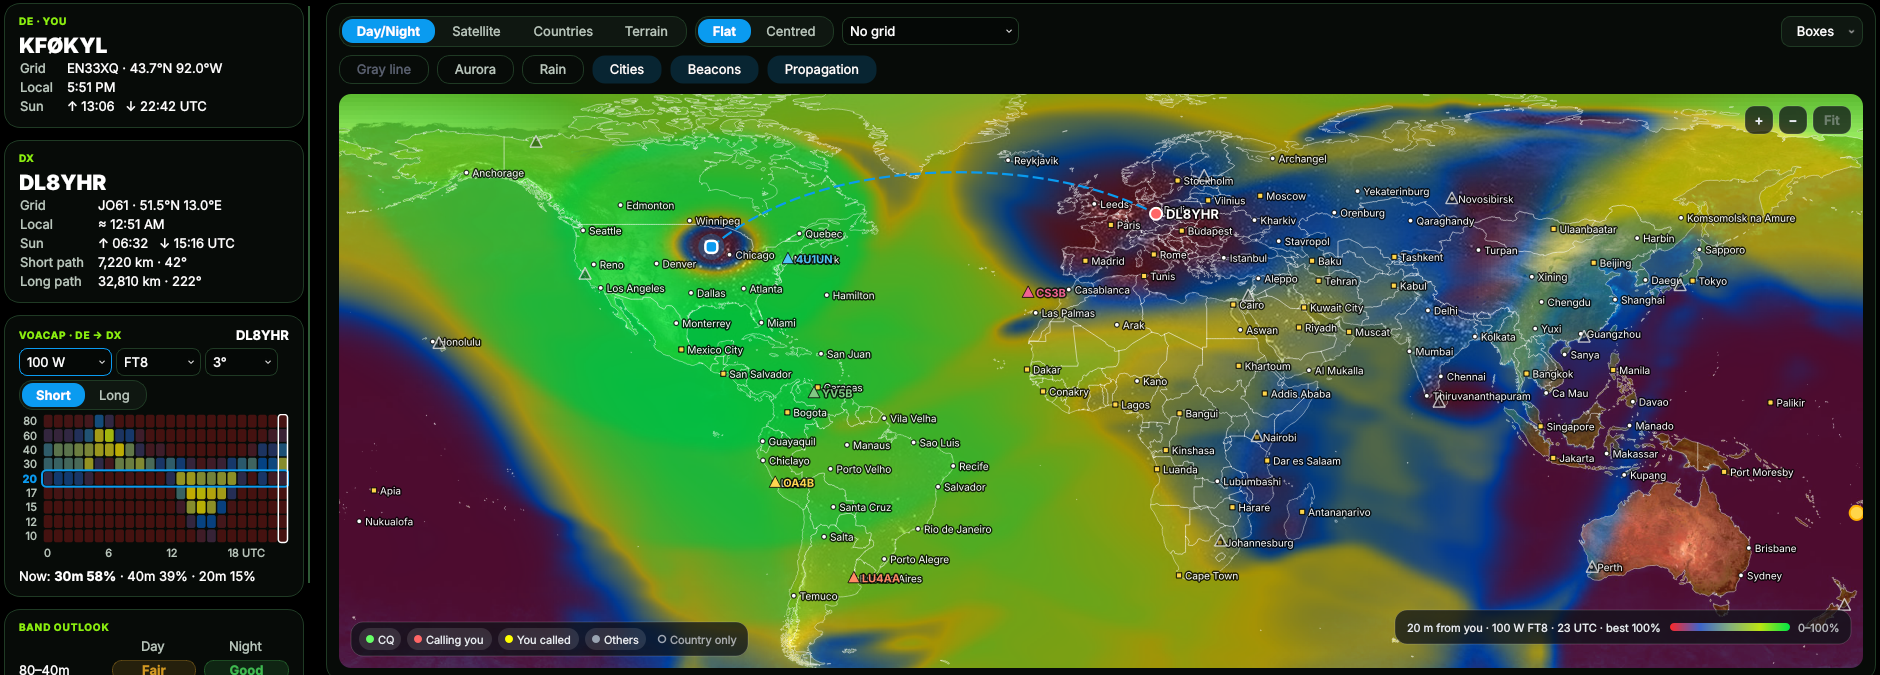 DE · YOU
KFØKYL
Grid EN33XQ · 43.7°N 92.0°W
Local 5:51 PM
Sun ↑ 13:06 ↓ 22:42 UTC
DX
DL8YHR
Grid JO61 · 51.5°N 13.0°E
Local ≈ 12:51 AM
Sun ↑ 06:32 ↓ 15:16 UTC
Short path 7,220 km · 42°
Long path 32,810 km · 222°
VOACAP · DE → DX DL8YHR
100 W FT8 3°
Short Long
80
60
40
30
20
17
15
12
10
0 6 12 18 UTC
Now: 30m 58% · 40m 39% · 20m 15%
BAND OUTLOOK
Day Night
80–40m Fair Good
Day/Night Satellite Countries Terrain Flat Centred No grid Boxes
Gray line Aurora Rain Cities Beacons Propagation
+ − Fit
Reykjavik
Archangel
Anchorage
Stockholm
Yekaterinburg
Novosibirsk
Edmonton
Leeds
Vilnius
Moscow
DL8YHR
Orenburg
Komsomolsk na Amure
Winnipeg
Kharkiv
Qaraghandy
Seattle
Quebec
Paris
Budapest
Ulaanbaatar
Harbin
Stavropol
Sapporo
Chicago
4U1UN
Rome
Istanbul
Turpan
Reno
Denver
Madrid
Baku
Tashkent
Beijing
Tunis
Aleppo
Tehran
Xining
Los Angeles
Dallas
Atlanta
Hamilton
CS3B
Casablanca
Kabul
Daegu
Tokyo
Cairo
Kuwait City
Chengdu
Shanghai
Las Palmas
Delhi
Monterrey
Miami
Arak
Aswan
Riyadh
Muscat
Yuxi
Guangzhou
Honolulu
Kolkata
Mexico City
San Juan
Mumbai
Sanya
San Salvador
Dakar
Khartoum
Al Mukalla
Bangkok
Manila
Kano
Chennai
Caracas
YV5B
Conakry
Addis Ababa
Thiruvananthapuram
Ca Mau
Davao
Palikir
Bogota
Lagos
Bangui
Vila Velha
Singapore
Manado
Guayaquil
Manaus
Sao Luis
Nairobi
Kinshasa
Makassar
Chiclayo
Porto Velho
Recife
Luanda
Dar es Salaam
Jakarta
Kupang
Port Moresby
OA4B
Salvador
Lubumbashi
Apia
Santa Cruz
Harare
Antananarivo
Nukualofa
Rio de Janeiro
Salta
Johannesburg
Brisbane
Porto Alegre
Perth
LU4AA
Aires
Cape Town
Sydney
Temuco
CQ Calling you You called Others Country only
20 m from you · 100 W FT8 · 23 UTC · best 100% 0–100%